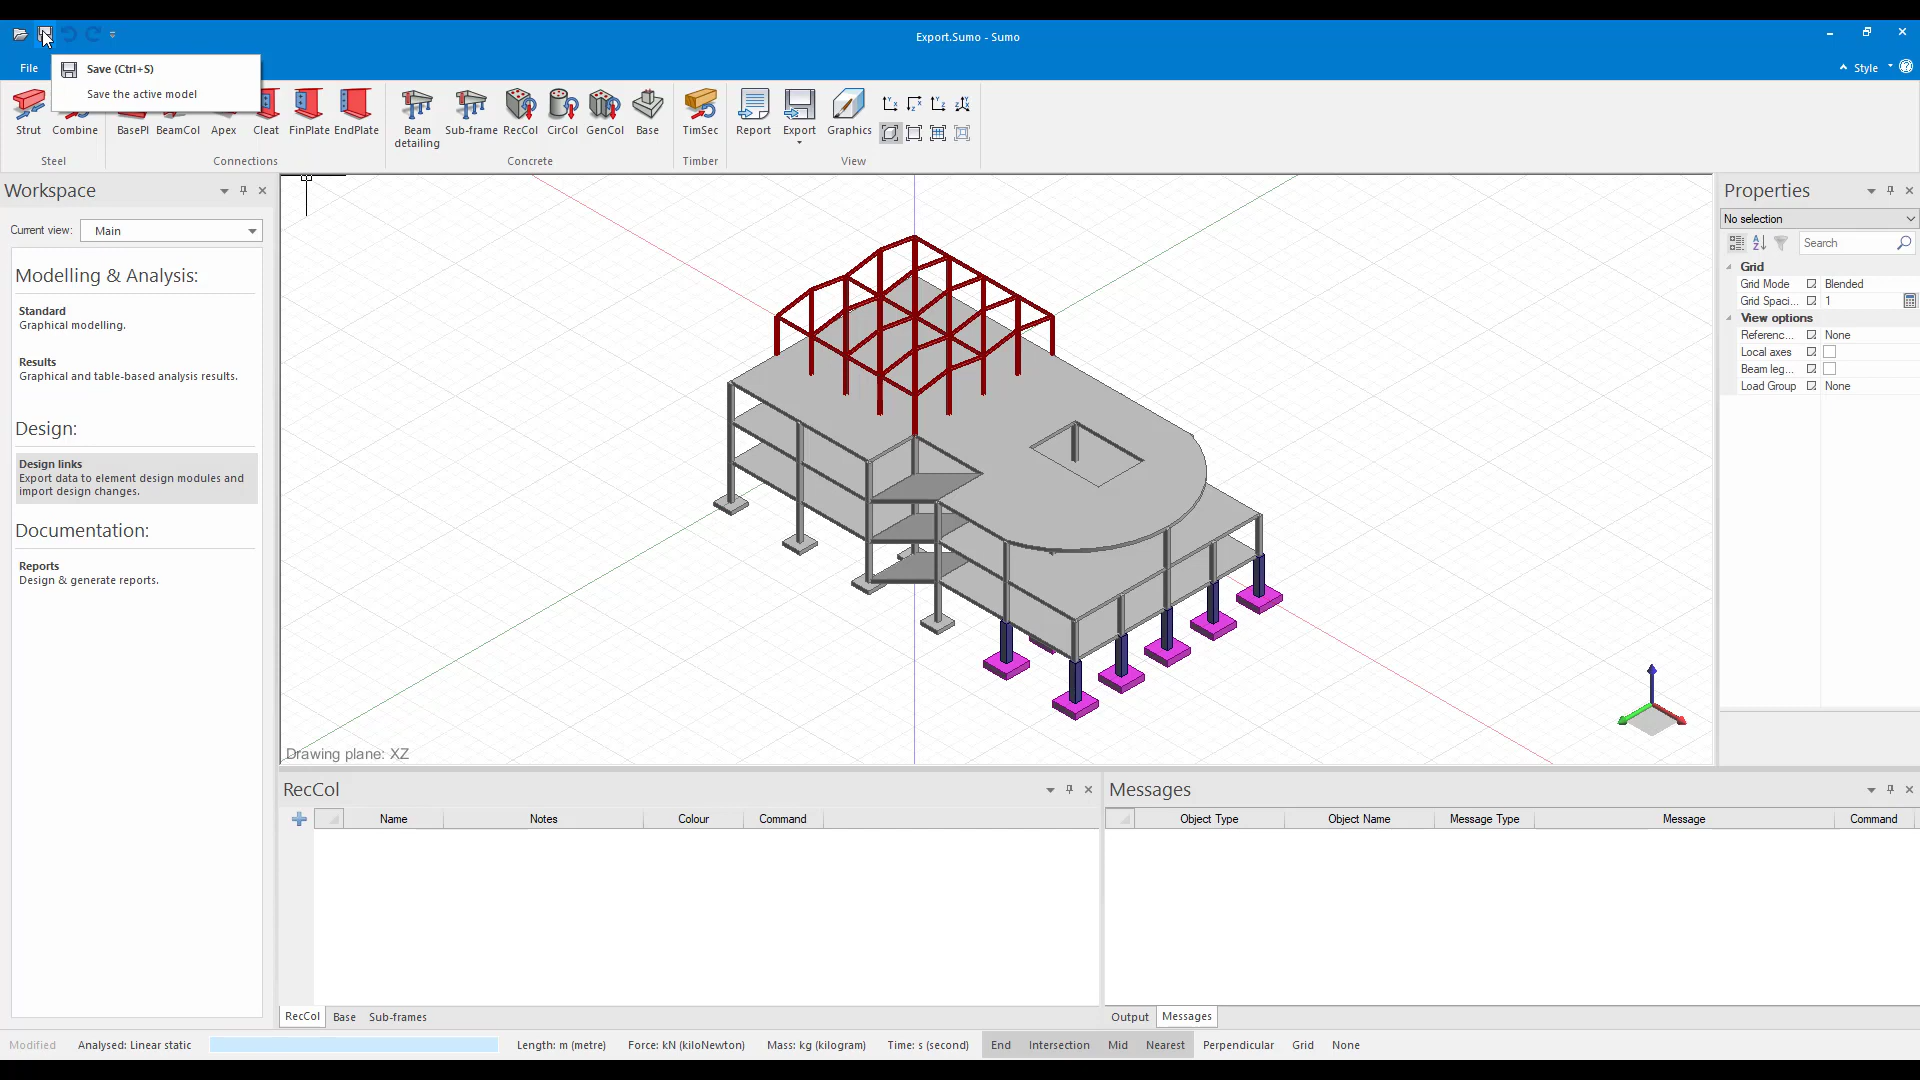 Export.Sumo - Sumo
File
Style
Save (Ctrl+S)
Save the active model
Strut
Combine
BasePl
BeamCol
Apex
Cleat
FinPlate
EndPlate
Beam
detailing
Sub-frame
RecCol
CirCol
GenCol
Base
TimSec
Report
Export
Graphics
Steel
Connections
Concrete
Timber
View
Workspace
Current view:
Main
Modelling & Analysis:
Standard
Graphical modelling.
Results
Graphical and table-based analysis results.
Design:
Design links
Export data to element design modules and
import design changes.
Documentation:
Reports
Design & generate reports.
Drawing plane: XZ
Properties
No selection
Search
Grid
Grid Mode
Blended
Grid Spaci...
1
View options
Referenc...
None
Local axes
Beam leg...
Load Group
None
RecCol
Name
Notes
Colour
Command
RecCol
Base
Sub-frames
Messages
Object Type
Object Name
Message Type
Message
Command
Output
Messages
Modified
Analysed: Linear static
Length: m (metre)
Force: kN (kiloNewton)
Mass: kg (kilogram)
Time: s (second)
End
Intersection
Mid
Nearest
Perpendicular
Grid
None